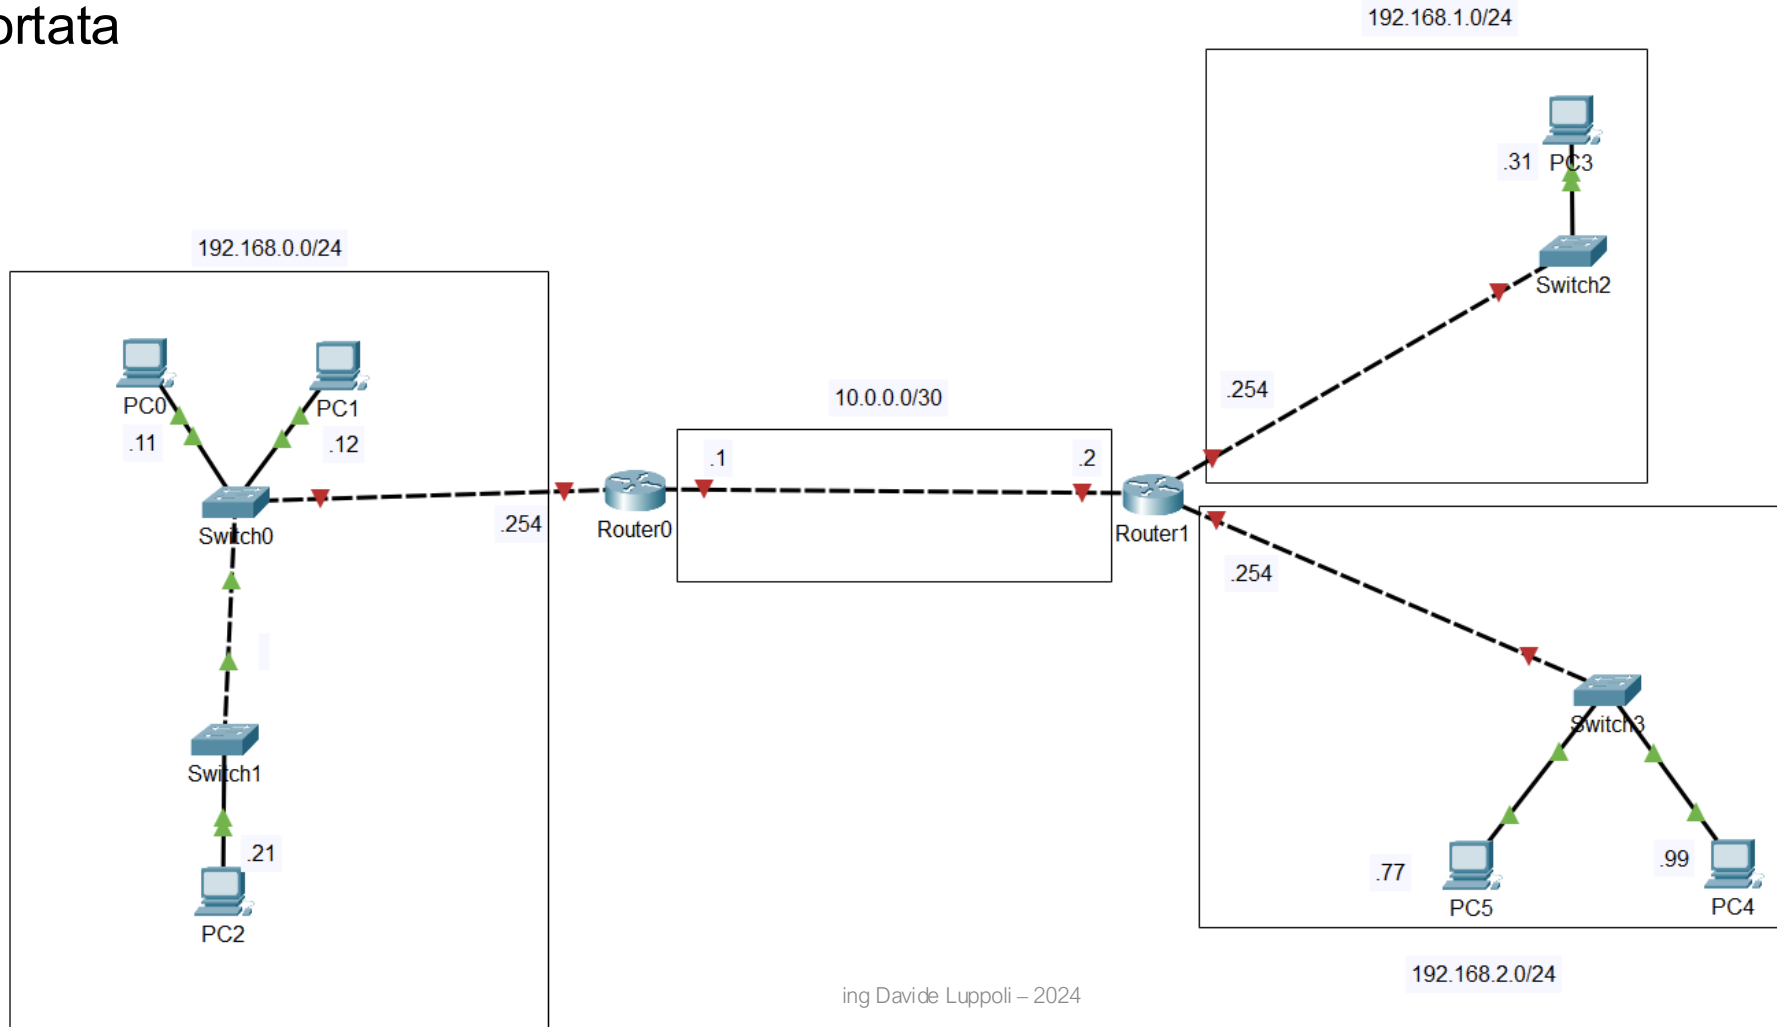 ortata
192.168.1.0/24
.31
PC3
Switch2
192.168.0.0/24
.254
10.0.0.0/30
PC0
PC1
.11
.12
.1
.2
Switch0
.254
Router0
Router1
.254
Switch3
Switch1
.21
.77
.99
PC5
PC4
PC2
192.168.2.0/24
ing Davide Luppoli – 2024